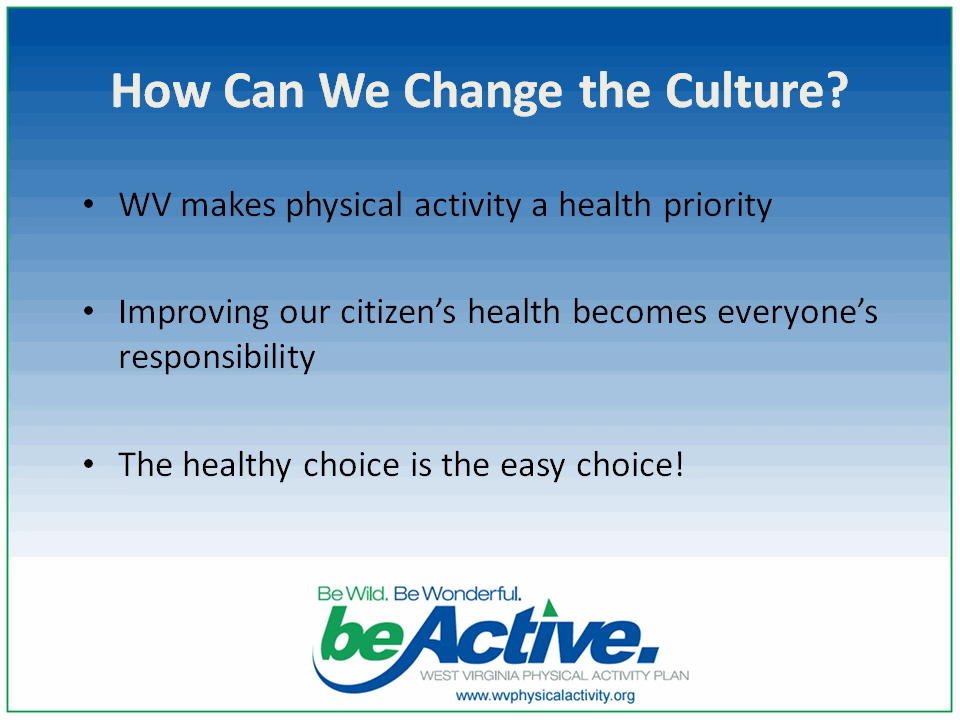 How Can We Change the Culture?
• WV makes physical activity a health priority
• Improving our citizen’s health becomes everyone’s
responsibility
• The healthy choice is the easy choice!
Be Wild. Be Wonderful.
beActive.
WEST VIRGINIA PHYSICAL ACTIVITY PLAN
www.wvphysicalactivity.org